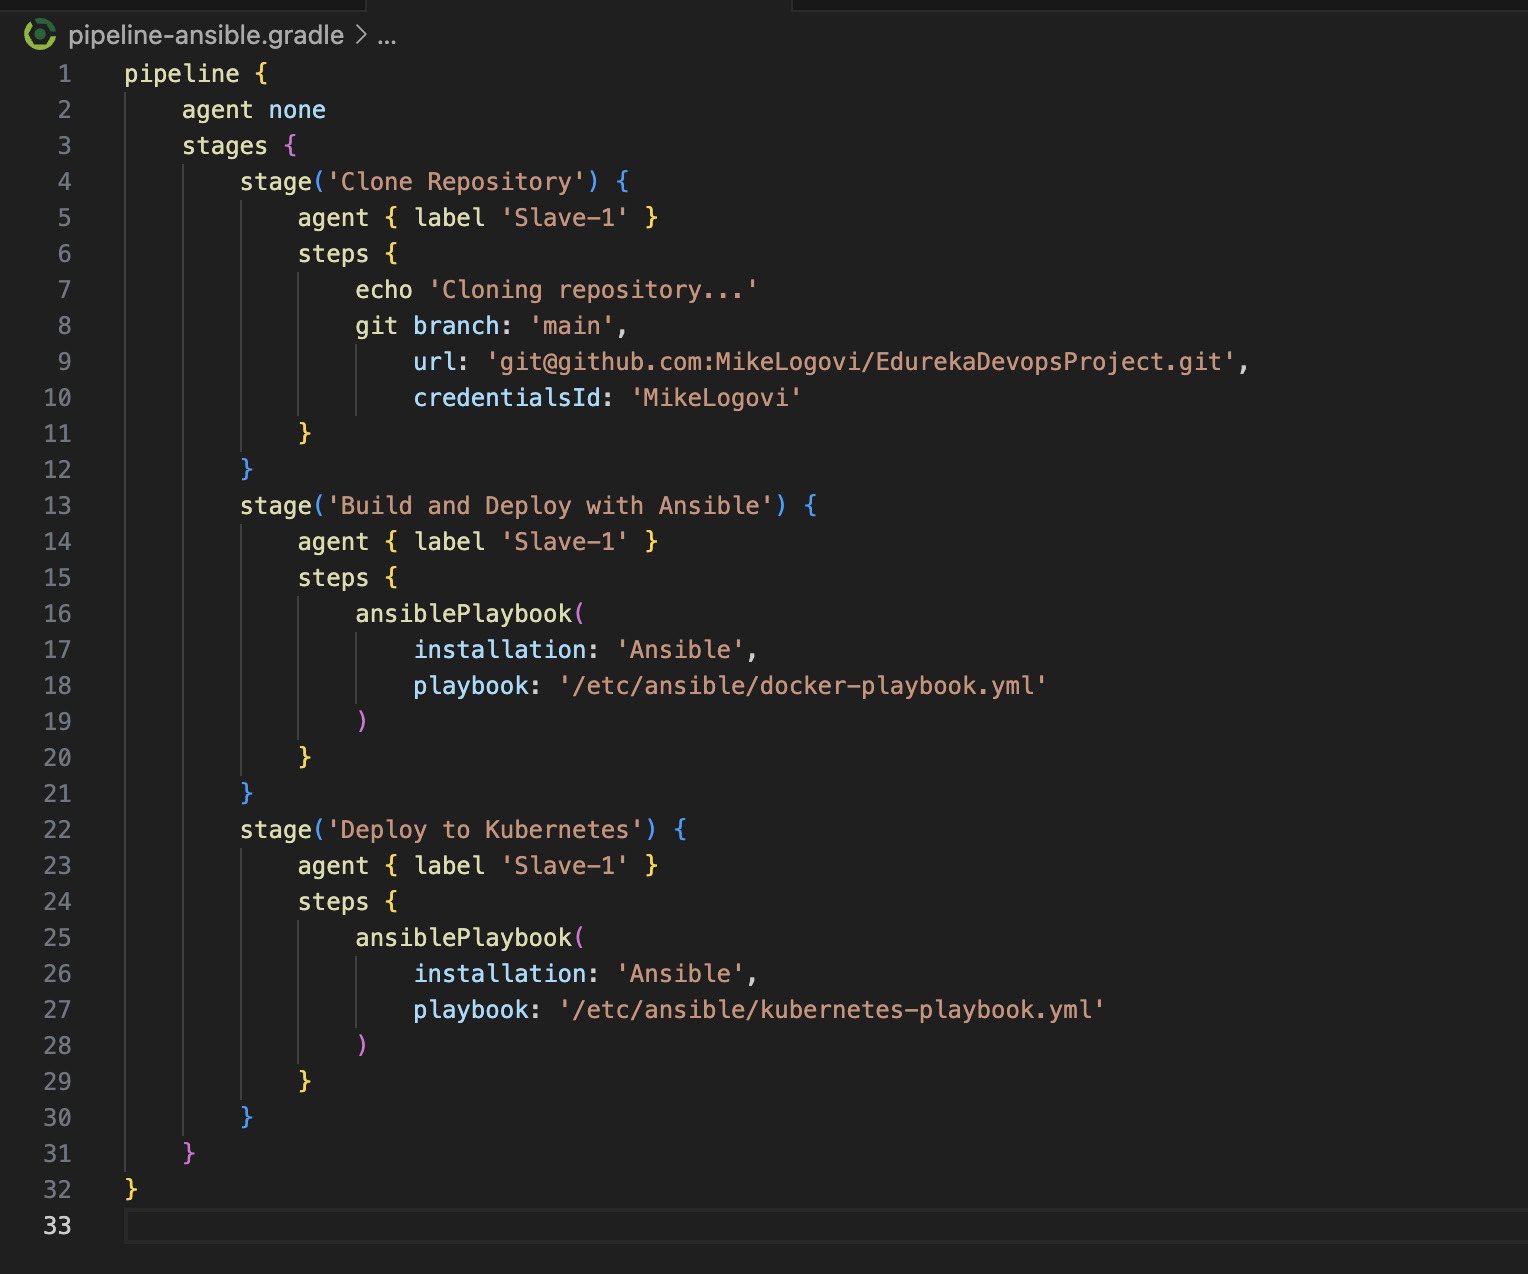 pipeline-ansible.gradle > ...
1 pipeline {
2     agent none
3     stages {
4         stage('Clone Repository') {
5             agent { label 'Slave-1' }
6             steps {
7                 echo 'Cloning repository...'
8                 git branch: 'main',
9                     url: 'git@github.com:MikeLogovi/EdurekaDevopsProject.git',
10                     credentialsId: 'MikeLogovi'
11             }
12         }
13         stage('Build and Deploy with Ansible') {
14             agent { label 'Slave-1' }
15             steps {
16                 ansiblePlaybook(
17                     installation: 'Ansible',
18                     playbook: '/etc/ansible/docker-playbook.yml'
19                 )
20             }
21         }
22         stage('Deploy to Kubernetes') {
23             agent { label 'Slave-1' }
24             steps {
25                 ansiblePlaybook(
26                     installation: 'Ansible',
27                     playbook: '/etc/ansible/kubernetes-playbook.yml'
28                 )
29             }
30         }
31     }
32 }
33